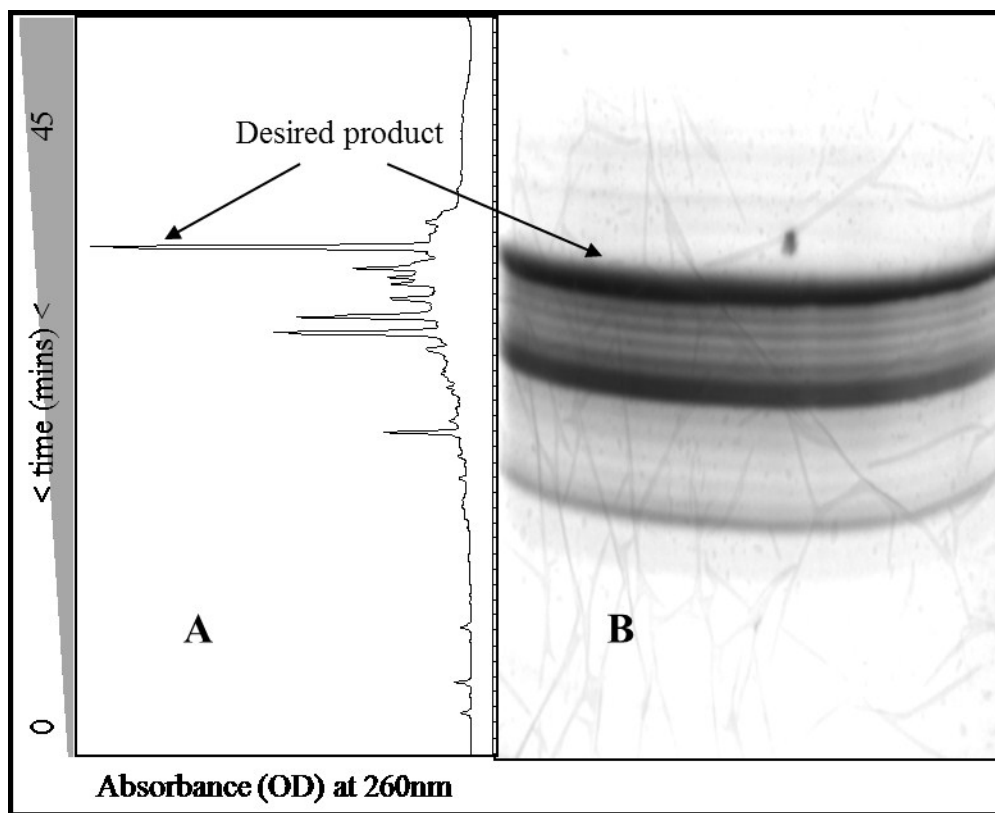 Desired product
45
< time (mins) <
0
A
B
Absorbance (OD) at 260nm